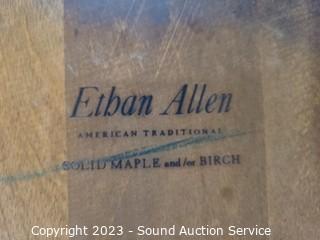 Ethan Allen
AMERICAN TRADITIONAL
SOLID MAPLE and/or BIRCH
Copyright 2023 - Sound Auction Service